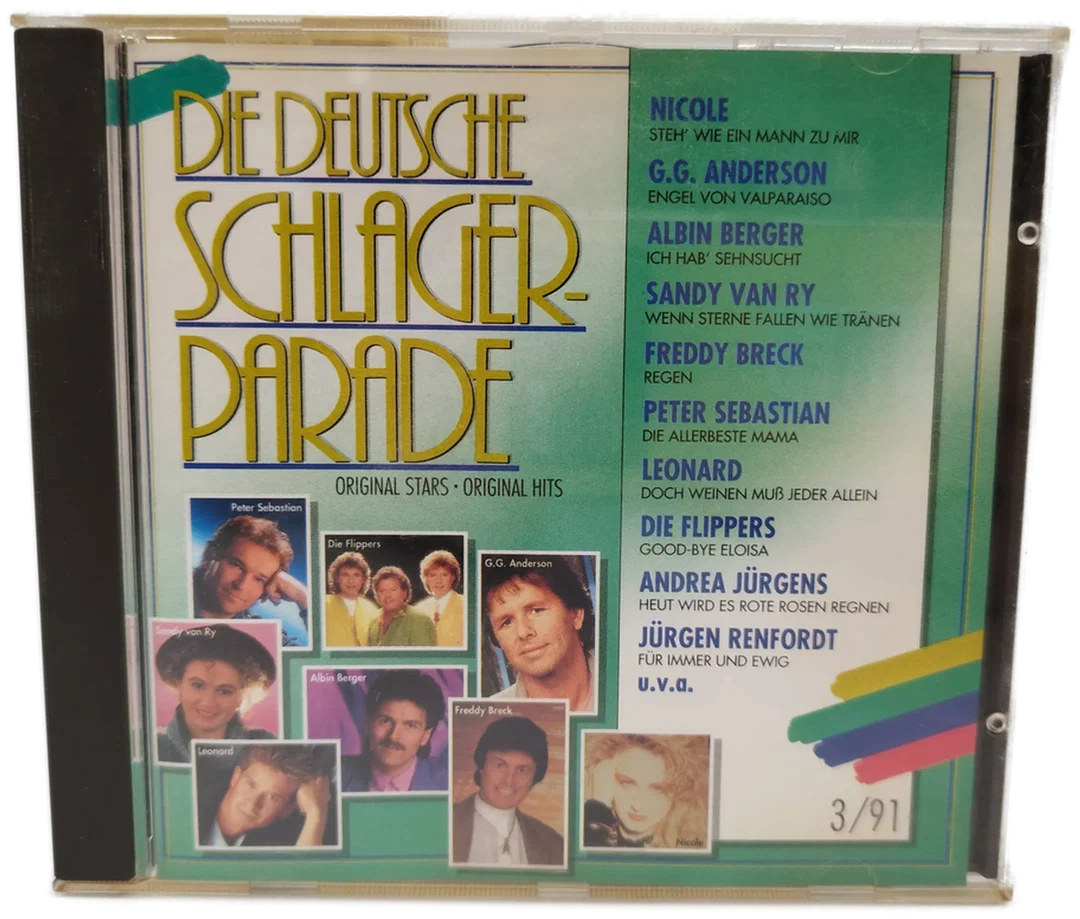 DIE DEUTSCHE
SCHLAGER-
PARADE
ORIGINAL STARS · ORIGINAL HITS
NICOLE
STEH' WIE EIN MANN ZU MIR
G.G. ANDERSON
ENGEL VON VALPARAISO
ALBIN BERGER
ICH HAB' SEHNSUCHT
SANDY VAN RY
WENN STERNE FALLEN WIE TRÄNEN
FREDDY BRECK
REGEN
PETER SEBASTIAN
DIE ALLERBESTE MAMA
LEONARD
DOCH WEINEN MUß JEDER ALLEIN
DIE FLIPPERS
GOOD-BYE ELOISA
ANDREA JÜRGENS
HEUT WIRD ES ROTE ROSEN REGNEN
JÜRGEN RENFORDT
FÜR IMMER UND EWIG
u.v.a.
Peter Sebastian
Die Flippers
G.G. Anderson
Sandy van Ry
Albin Berger
Freddy Breck
Leonard
Nicole
3/91